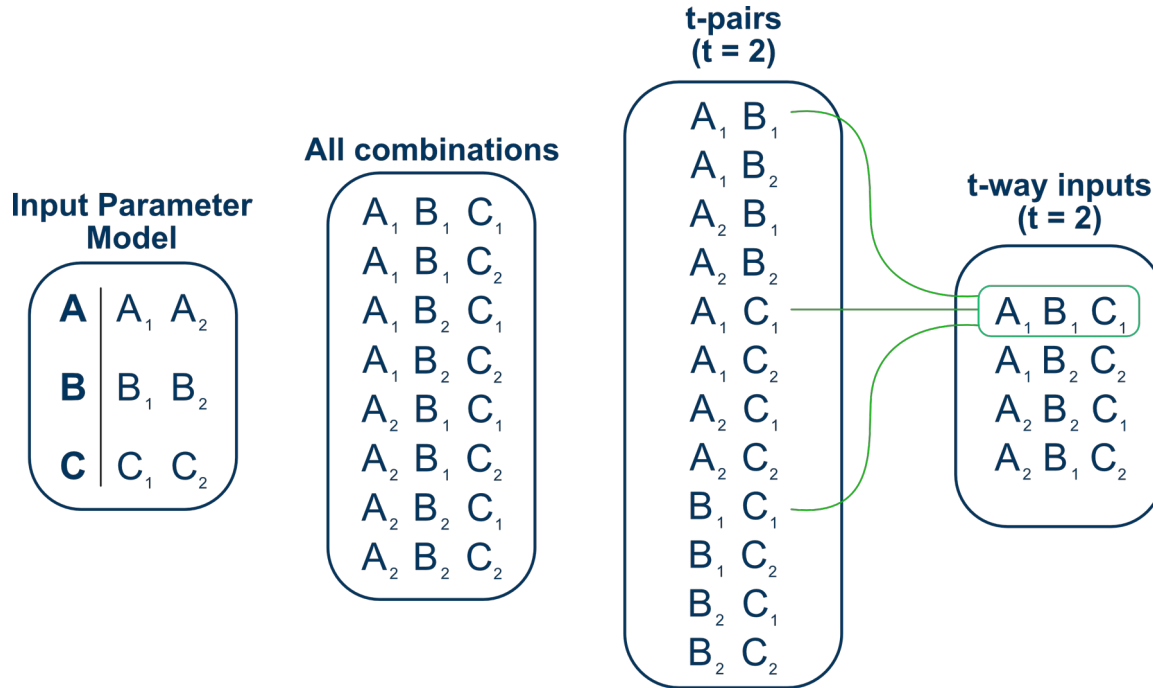 Input Parameter
Model
A A₁ A₂
B B₁ B₂
C C₁ C₂
All combinations
A₁ B₁ C₁
A₁ B₁ C₂
A₁ B₂ C₁
A₁ B₂ C₂
A₂ B₁ C₁
A₂ B₁ C₂
A₂ B₂ C₁
A₂ B₂ C₂
t-pairs
(t = 2)
A₁ B₁
A₁ B₂
A₂ B₁
A₂ B₂
A₁ C₁
A₁ C₂
A₂ C₁
A₂ C₂
B₁ C₁
B₁ C₂
B₂ C₁
B₂ C₂
t-way inputs
(t = 2)
A₁ B₁ C₁
A₁ B₂ C₂
A₂ B₂ C₁
A₂ B₁ C₂